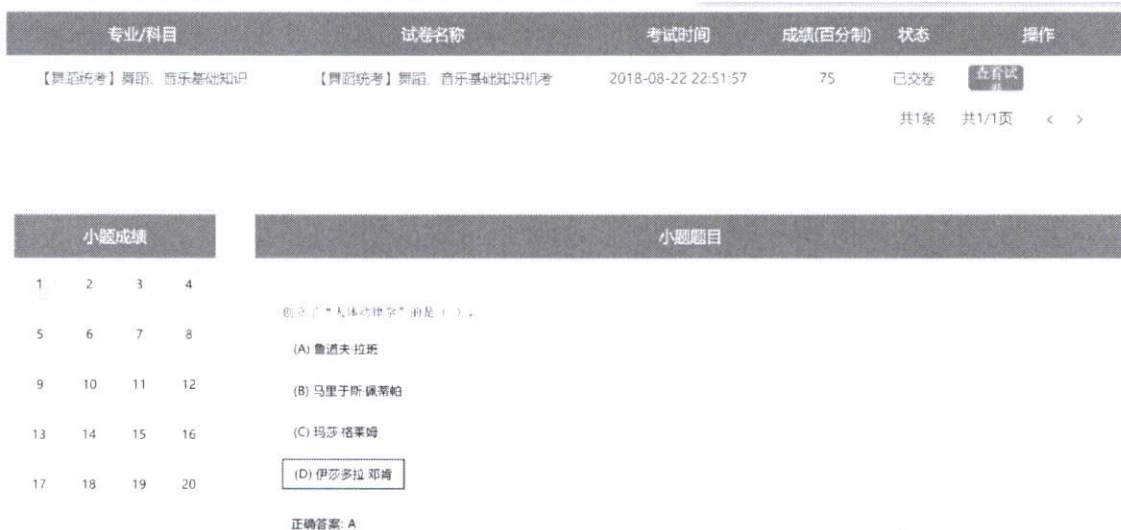 专业/科目 试卷名称 考试时间 成绩(百分制) 状态 操作
【舞蹈统考】舞蹈、音乐基础知识 【舞蹈统考】舞蹈、音乐基础知识机考 2018-08-22 22:51:57 75 已交卷 查看试
共1条 共1/1页 < >
小题成绩 小题题目
1 2 3 4
创立了“人体动律学”的是（ ）。
5 6 7 8
(A) 鲁道夫·拉班
9 10 11 12
(B) 马里于斯·佩蒂帕
13 14 15 16
(C) 玛莎·格莱姆
17 18 19 20
(D) 伊莎多拉·邓肯
正确答案: A